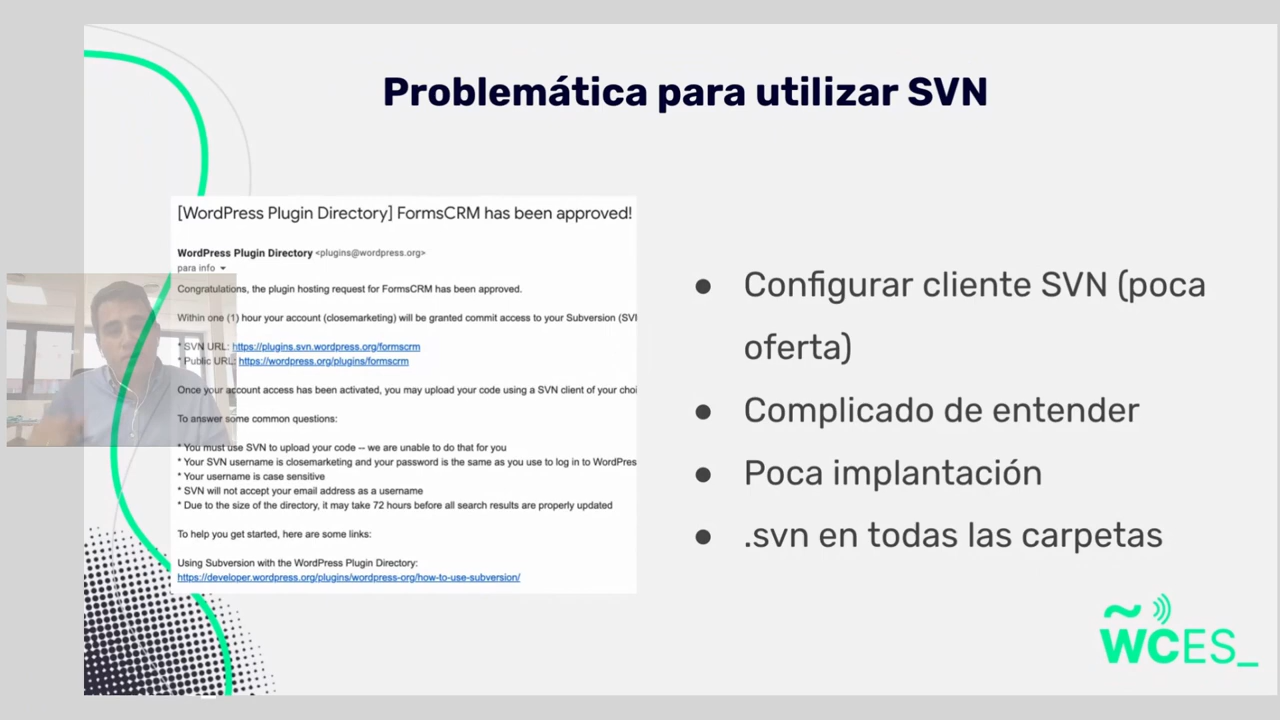 Problemática para utilizar SVN
[WordPress Plugin Directory] FormsCRM has been approved!
WordPress Plugin Directory <plugins@wordpress.org>
para info
Congratulations, the plugin hosting request for FormsCRM has been approved.
Within one (1) hour your account (closemarketing) will be granted commit access to your Subversion (SVI
* SVN URL: https://plugins.svn.wordpress.org/formscrm
* Public URL: https://wordpress.org/plugins/formscrm
Once your account access has been activated, you may upload your code using a SVN client of your choi
To answer some common questions:
* You must use SVN to upload your code -- we are unable to do that for you
* Your SVN username is closemarketing and your password is the same as you use to log in to WordPres
* Your username is case sensitive
* SVN will not accept your email address as a username
* Due to the size of the directory, it may take 72 hours before all search results are properly updated
To help you get started, here are some links:
Using Subversion with the WordPress Plugin Directory:
https://developer.wordpress.org/plugins/wordpress-org/how-to-use-subversion/
● Configurar cliente SVN (poca
oferta)
● Complicado de entender
● Poca implantación
● .svn en todas las carpetas
WCES_